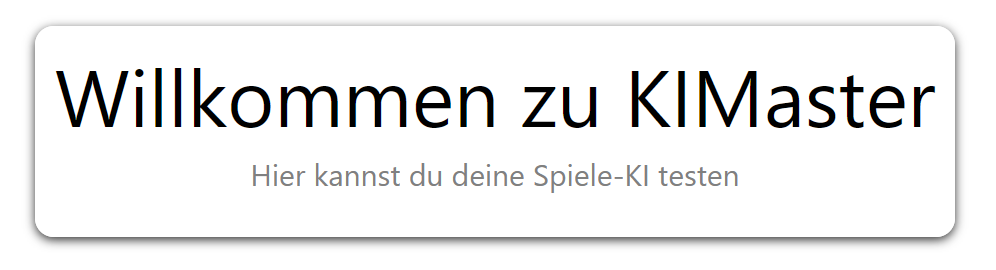 Willkommen zu KIMaster
Hier kannst du deine Spiele-KI testen